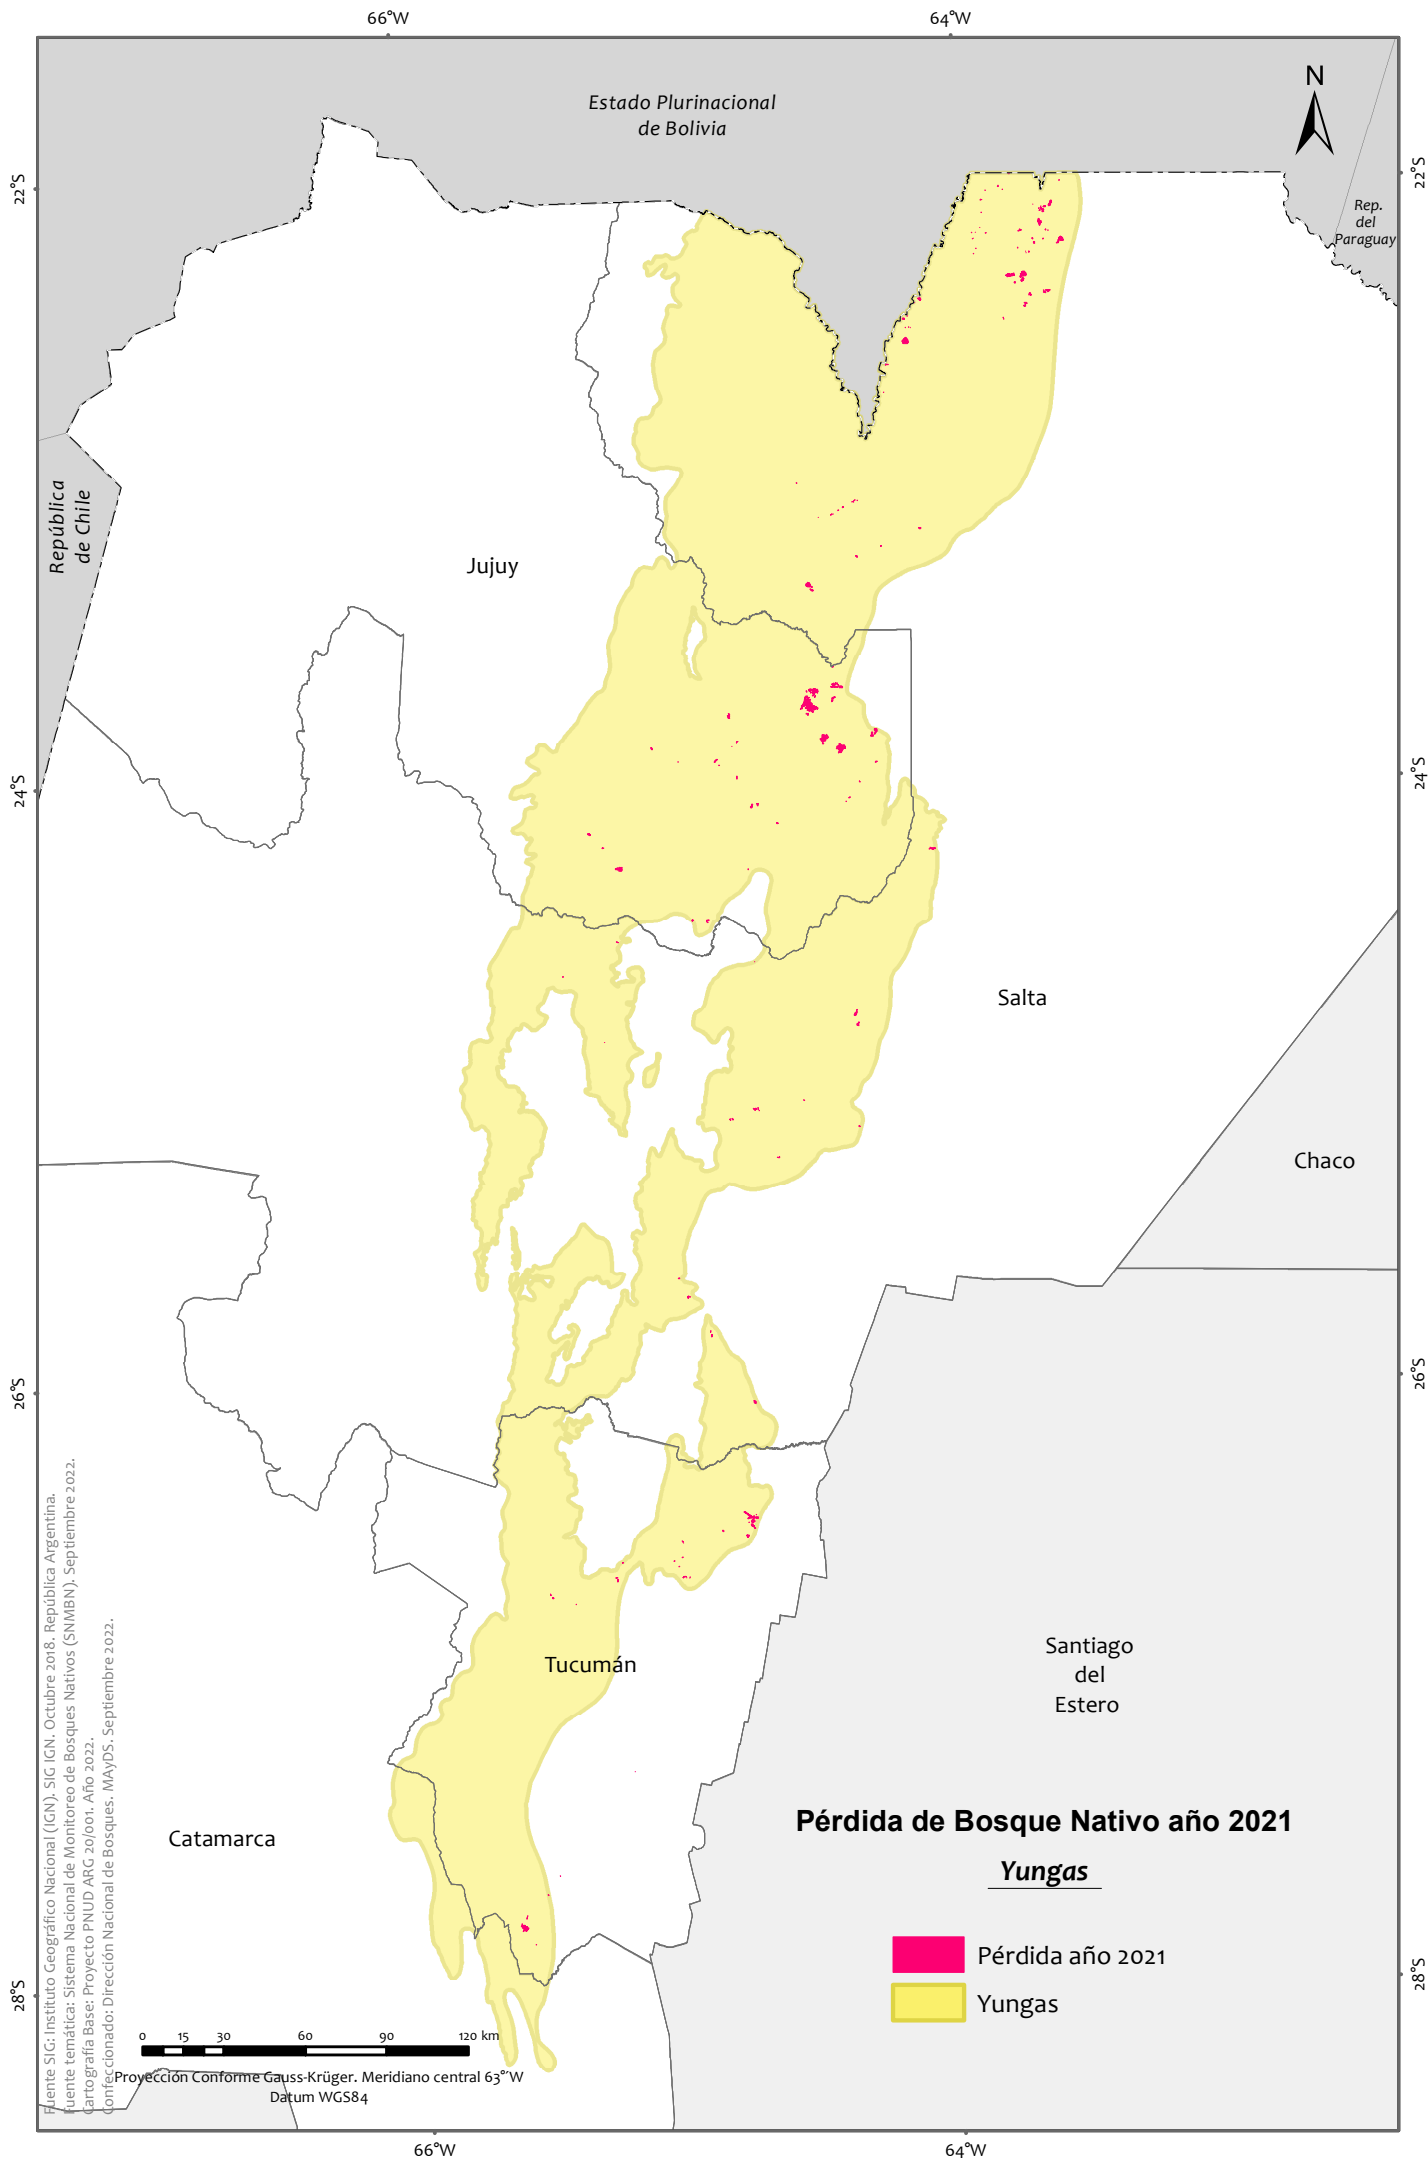 66°W
64°W
Estado Plurinacional
de Bolivia
N
22°S
22°S
Rep.
del
Paraguay
República
de Chile
Jujuy
24°S
24°S
Salta
Chaco
26°S
26°S
Tucumán
Santiago
del
Estero
Catamarca
Pérdida de Bosque Nativo año 2021
Yungas
Pérdida año 2021
Yungas
28°S
28°S
Fuente SIG: Instituto Geográfico Nacional (IGN). SIG IGN. Octubre 2018. República Argentina.
Fuente temática: Sistema Nacional de Monitoreo de Bosques Nativos (SNMBN). Septiembre 2022.
Cartografía Base: Proyecto PNUD ARG 20/001. Año 2022.
Confeccionado: Dirección Nacional de Bosques. MAyDS. Septiembre 2022.
0 15 30 60 90 120 km
Proyección Conforme Gauss-Krüger. Meridiano central 63°'W
Datum WGS84
66°W
64°W